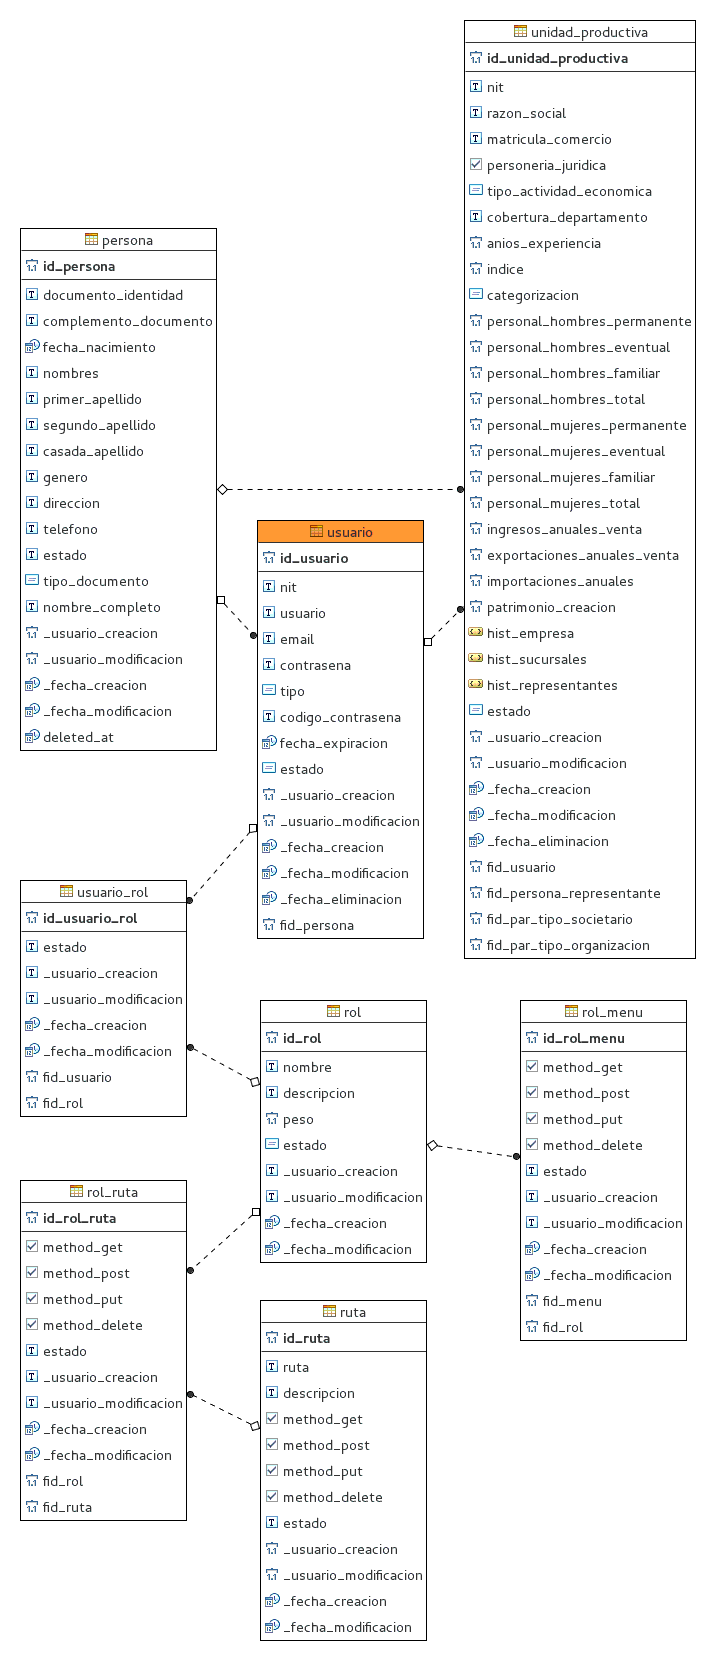 unidad_productiva
id_unidad_productiva
nit
razon_social
matricula_comercio
personeria_juridica
tipo_actividad_economica
cobertura_departamento
anios_experiencia
indice
categorizacion
personal_hombres_permanente
personal_hombres_eventual
personal_hombres_familiar
personal_hombres_total
personal_mujeres_permanente
personal_mujeres_eventual
personal_mujeres_familiar
personal_mujeres_total
ingresos_anuales_venta
exportaciones_anuales_venta
importaciones_anuales
patrimonio_creacion
hist_empresa
hist_sucursales
hist_representantes
estado
_usuario_creacion
_usuario_modificacion
_fecha_creacion
_fecha_modificacion
_fecha_eliminacion
fid_usuario
fid_persona_representante
fid_par_tipo_societario
fid_par_tipo_organizacion
persona
id_persona
documento_identidad
complemento_documento
fecha_nacimiento
nombres
primer_apellido
segundo_apellido
casada_apellido
genero
direccion
telefono
estado
tipo_documento
nombre_completo
_usuario_creacion
_usuario_modificacion
_fecha_creacion
_fecha_modificacion
deleted_at
usuario
id_usuario
nit
usuario
email
contrasena
tipo
codigo_contrasena
fecha_expiracion
estado
_usuario_creacion
_usuario_modificacion
_fecha_creacion
_fecha_modificacion
_fecha_eliminacion
fid_persona
usuario_rol
id_usuario_rol
estado
_usuario_creacion
_usuario_modificacion
_fecha_creacion
_fecha_modificacion
fid_usuario
fid_rol
rol
id_rol
nombre
descripcion
peso
estado
_usuario_creacion
_usuario_modificacion
_fecha_creacion
_fecha_modificacion
rol_menu
id_rol_menu
method_get
method_post
method_put
method_delete
estado
_usuario_creacion
_usuario_modificacion
_fecha_creacion
_fecha_modificacion
fid_menu
fid_rol
rol_ruta
id_rol_ruta
method_get
method_post
method_put
method_delete
estado
_usuario_creacion
_usuario_modificacion
_fecha_creacion
_fecha_modificacion
fid_rol
fid_ruta
ruta
id_ruta
ruta
descripcion
method_get
method_post
method_put
method_delete
estado
_usuario_creacion
_usuario_modificacion
_fecha_creacion
_fecha_modificacion